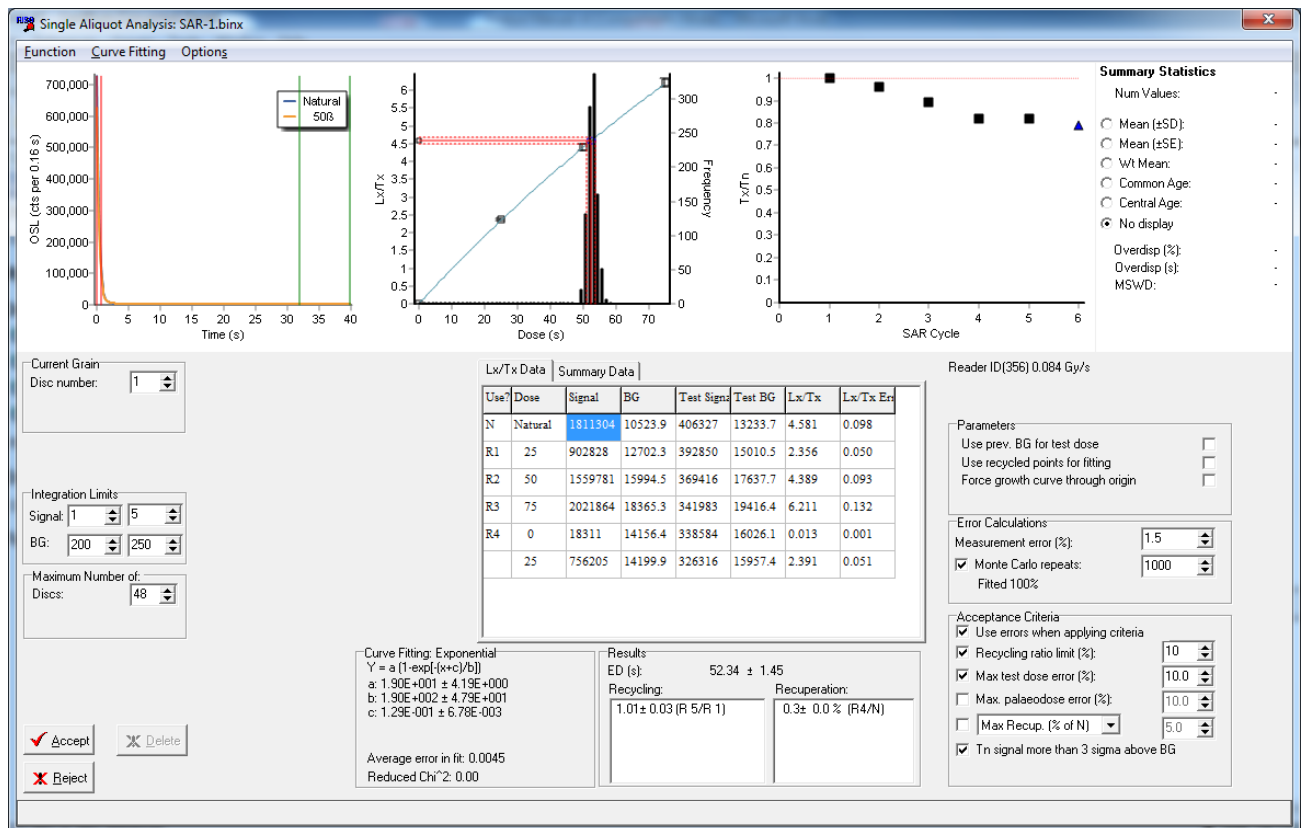 RISØ Single Aliquot Analysis: SAR-1.binx
Function Curve Fitting Options
700,000
600,000
500,000
400,000
300,000
200,000
100,000
0
OSL (cts per 0.16 s)
Natural
50ß
0 5 10 15 20 25 30 35 40
Time (s)
6
5.5
5
4.5
4
3.5
3
2.5
2
1.5
1
0.5
0
Lx/Tx
300
250
200
150
100
50
0
Frequency
0 10 20 30 40 50 60 70
Dose (s)
1
0.9
0.8
0.7
0.6
0.5
0.4
0.3
0.2
0.1
0
Tx/Tn
0 1 2 3 4 5 6
SAR Cycle
Summary Statistics
Num Values: -
Mean (±SD): -
Mean (±SE): -
Wt Mean: -
Common Age: -
Central Age: -
No display
Overdisp (%): -
Overdisp (s): -
MSWD: -
Current Grain
Disc number: 1
Integration Limits
Signal: 1 5
BG: 200 250
Maximum Number of:
Discs: 48
Accept Delete
Reject
Lx/Tx Data Summary Data
Use? Dose Signal BG Test Signa Test BG Lx/Tx Lx/Tx Err
N Natural 1811304 10523.9 406327 13233.7 4.581 0.098
R1 25 902828 12702.3 392850 15010.5 2.356 0.050
R2 50 1559781 15994.5 369416 17637.7 4.389 0.093
R3 75 2021864 18365.3 341983 19416.4 6.211 0.132
R4 0 18311 14156.4 338584 16026.1 0.013 0.001
25 756205 14199.9 326316 15957.4 2.391 0.051
Curve Fitting: Exponential
Y = a (1-exp[-(x+c)/b])
a: 1.90E+001 ± 4.19E+000
b: 1.90E+002 ± 4.79E+001
c: 1.29E-001 ± 6.78E-003
Average error in fit: 0.0045
Reduced Chi^2: 0.00
Results
ED (s): 52.34 ± 1.45
Recycling: Recuperation:
1.01± 0.03 (R 5/R 1) 0.3± 0.0 % (R4/N)
Reader ID(356) 0.084 Gy/s
Parameters
Use prev. BG for test dose
Use recycled points for fitting
Force growth curve through origin
Error Calculations
Measurement error (%): 1.5
Monte Carlo repeats: 1000
Fitted 100%
Acceptance Criteria
Use errors when applying criteria
Recycling ratio limit (%): 10
Max test dose error (%): 10.0
Max. palaeodose error (%): 10.0
Max Recup. (% of N) 5.0
Tn signal more than 3 sigma above BG